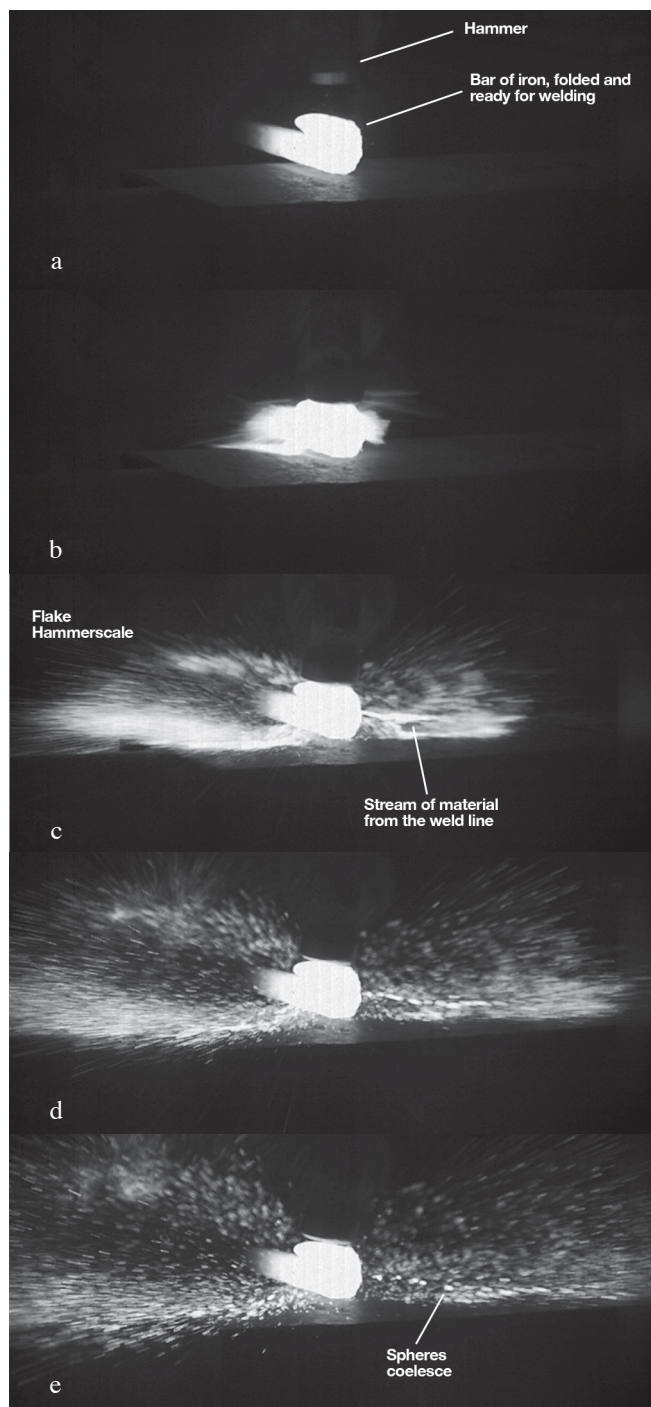 Hammer
Bar of iron, folded and
ready for welding
a
b
Flake
Hammerscale
Stream of material
from the weld line
c
d
Spheres
coelesce
e